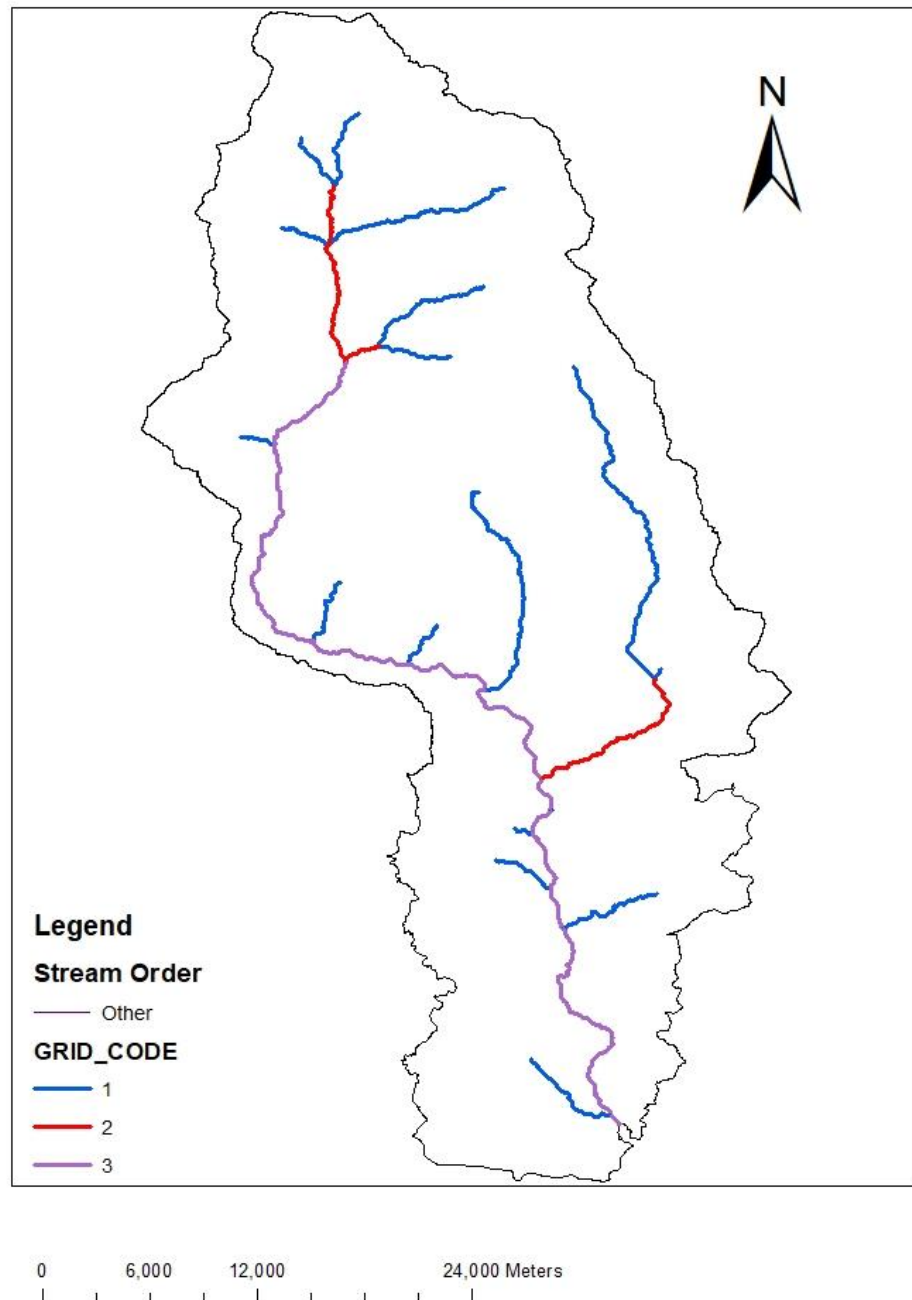 N
Legend
Stream Order
Other
GRID_CODE
1
2
3
0 6,000 12,000 24,000 Meters